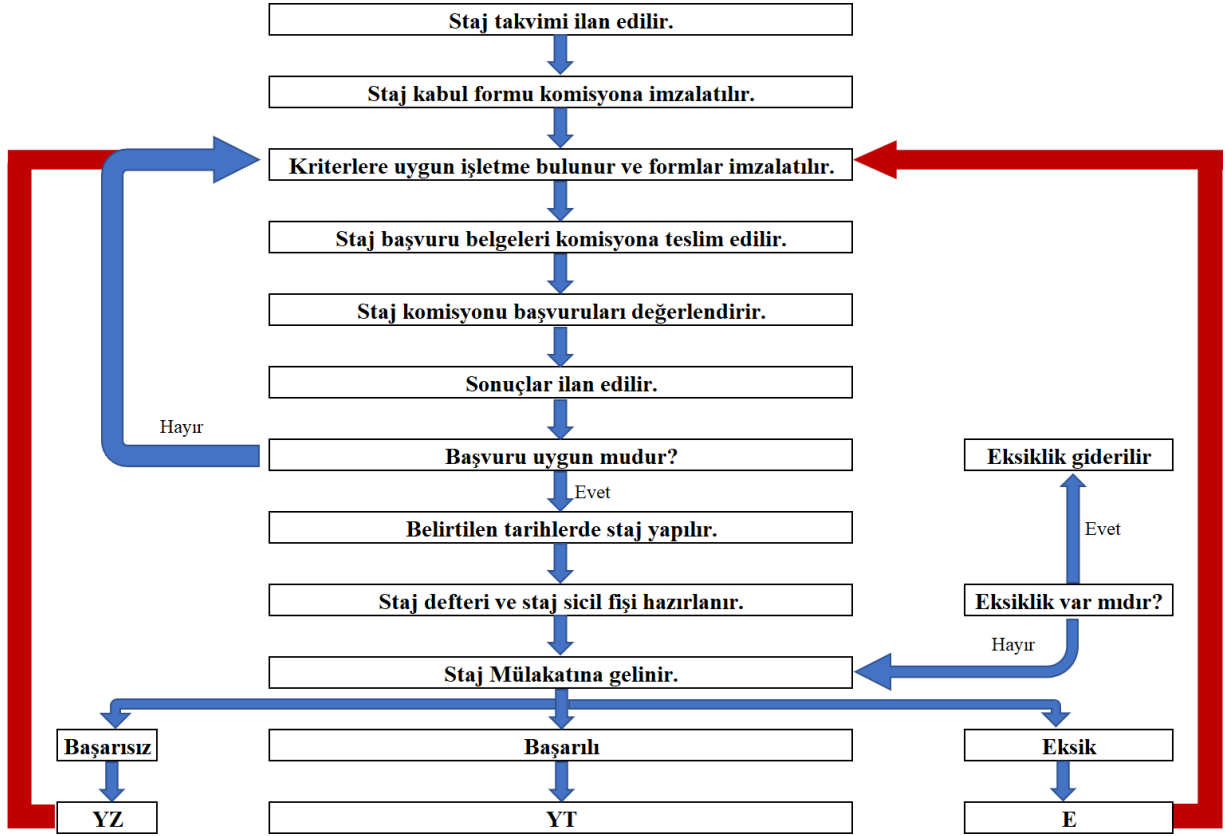 Staj takvimi ilan edilir.
Staj kabul formu komisyona imzalatılır.
Kriterlere uygun işletme bulunur ve formlar imzalatılır.
Staj başvuru belgeleri komisyona teslim edilir.
Staj komisyonu başvuruları değerlendirir.
Sonuçlar ilan edilir.
Hayır
Başvuru uygun mudur?
Eksiklik giderilir
Evet
Belirtilen tarihlerde staj yapılır.
Evet
Staj defteri ve staj sicil fişi hazırlanır.
Eksiklik var mıdır?
Hayır
Staj Mülakatına gelinir.
Başarısız
Başarılı
Eksik
YZ
YT
E